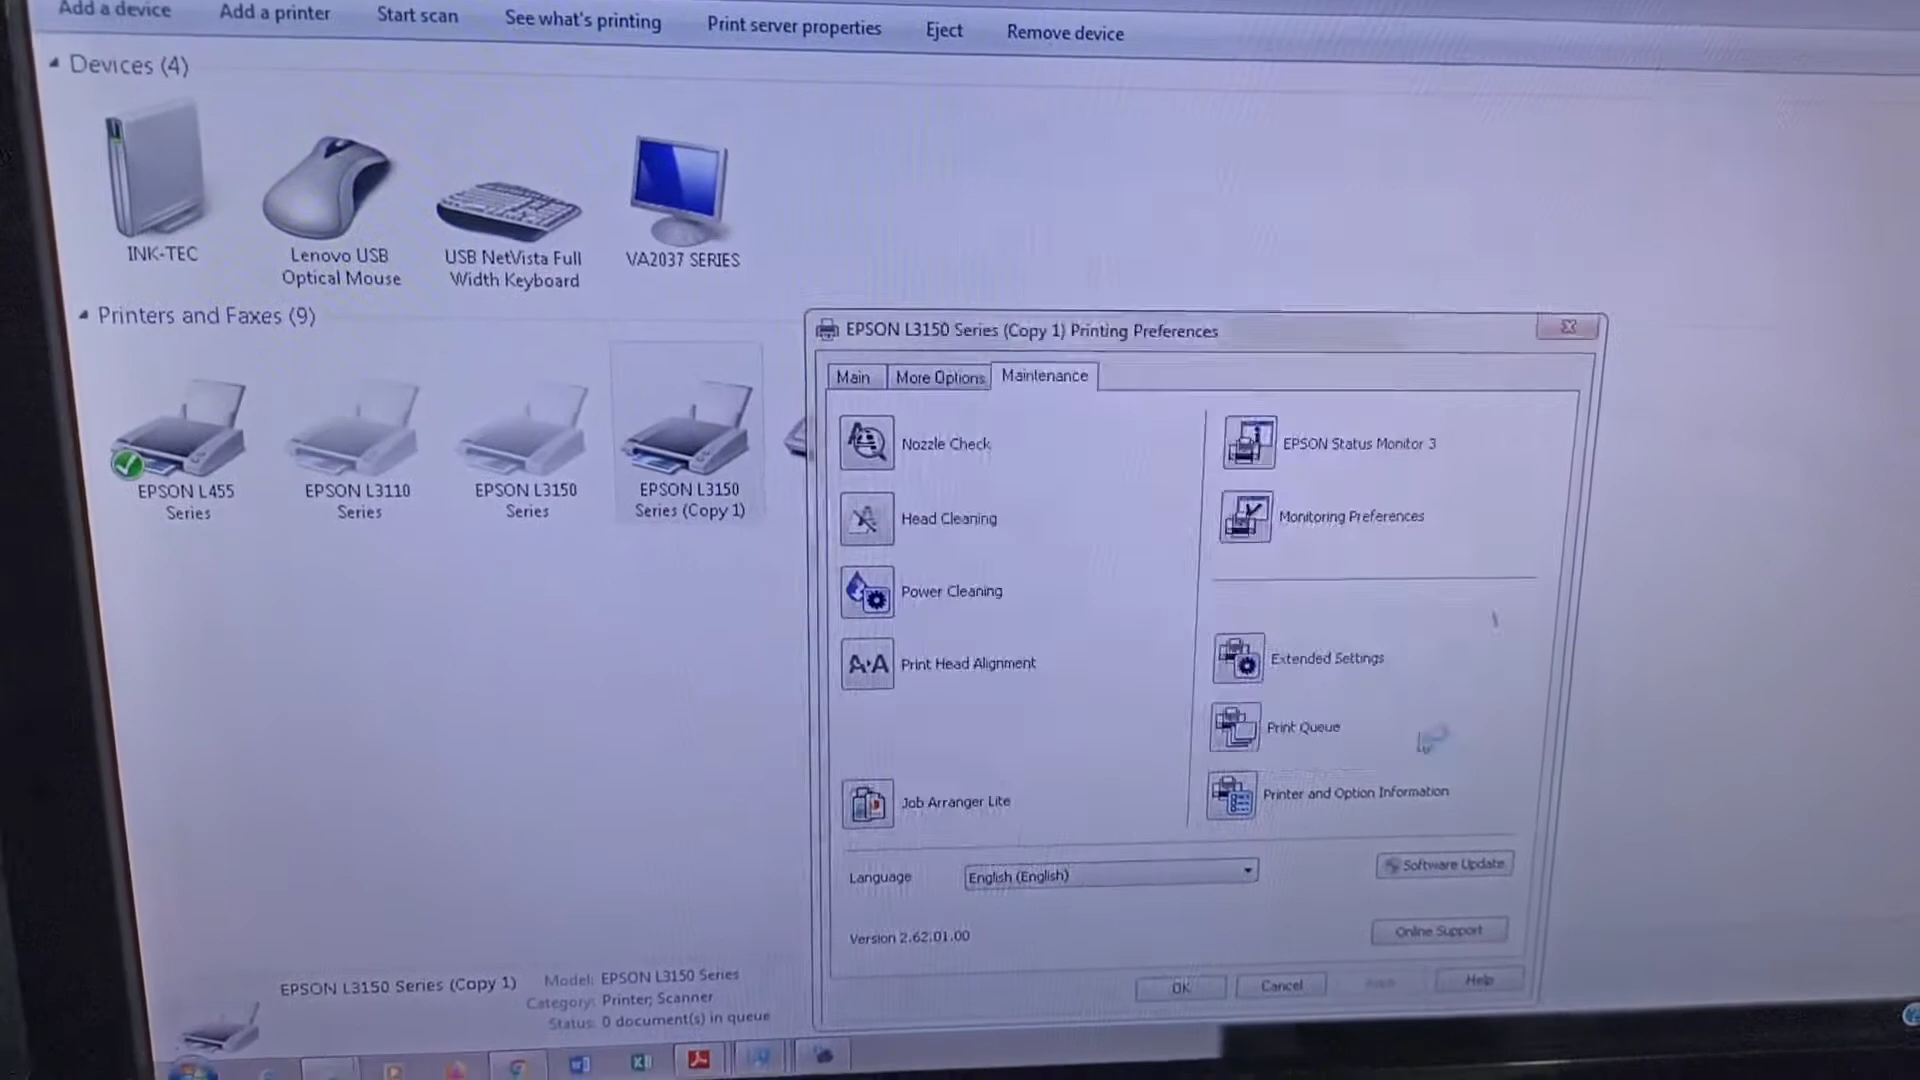 Add a device Add a printer Start scan See what's printing Print server properties Eject Remove device
Devices (4)
INK-TEC
Lenovo USB
Optical Mouse
USB NetVista Full
Width Keyboard
VA2037 SERIES
Printers and Faxes (9)
EPSON L455
Series
EPSON L3110
Series
EPSON L3150
Series
EPSON L3150
Series (Copy 1)
EPSON L3150 Series (Copy 1) Printing Preferences
Main More Options Maintenance
Nozzle Check
Head Cleaning
Power Cleaning
Print Head Alignment
Job Arranger Lite
EPSON Status Monitor 3
Monitoring Preferences
Extended Settings
Print Queue
Printer and Option Information
Language English (English) Software Update
Version 2.62.01.00 Online Support
OK Cancel Help
EPSON L3150 Series (Copy 1) Model: EPSON L3150 Series
Category: Printer; Scanner
Status: 0 document(s) in queue